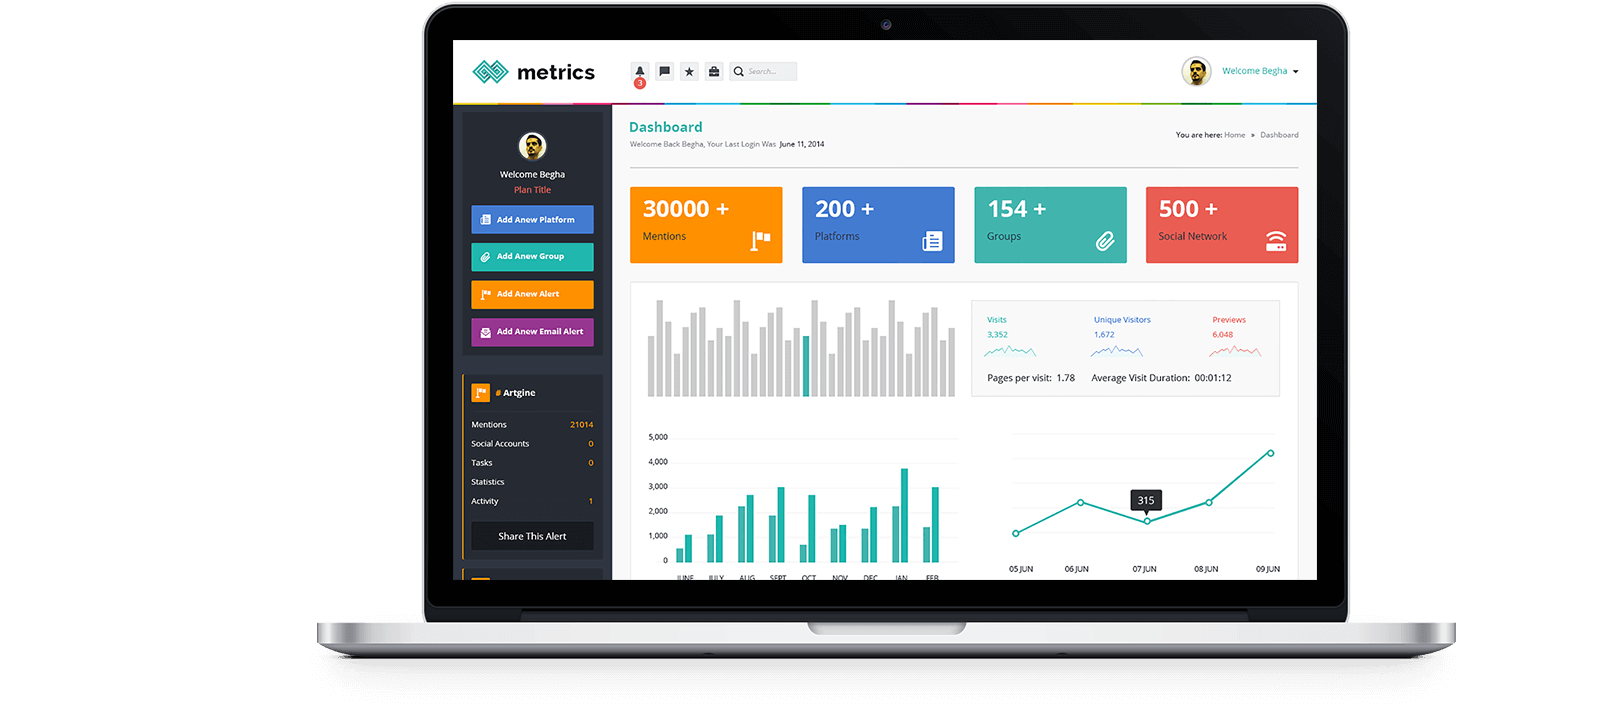 metrics
3
Search...
Welcome Begha
Welcome Begha
Plan Title
Add Anew Platform
Add Anew Group
Add Anew Alert
Add Anew Email Alert
# Artgine
Mentions 21014
Social Accounts 0
Tasks 0
Statistics
Activity 1
Share This Alert
Dashboard
Welcome Back Begha, Your Last Login Was June 11, 2014
You are here: Home » Dashboard
30000 +
Mentions
200 +
Platforms
154 +
Groups
500 +
Social Network
Visits
3,352
Unique Visitors
1,672
Previews
6,048
Pages per visit: 1.78 Average Visit Duration: 00:01:12
5,000
4,000
3,000
2,000
1,000
0
JUNE JULY AUG SEPT OCT NOV DEC JAN FEB
315
05 JUN 06 JUN 07 JUN 08 JUN 09 JUN